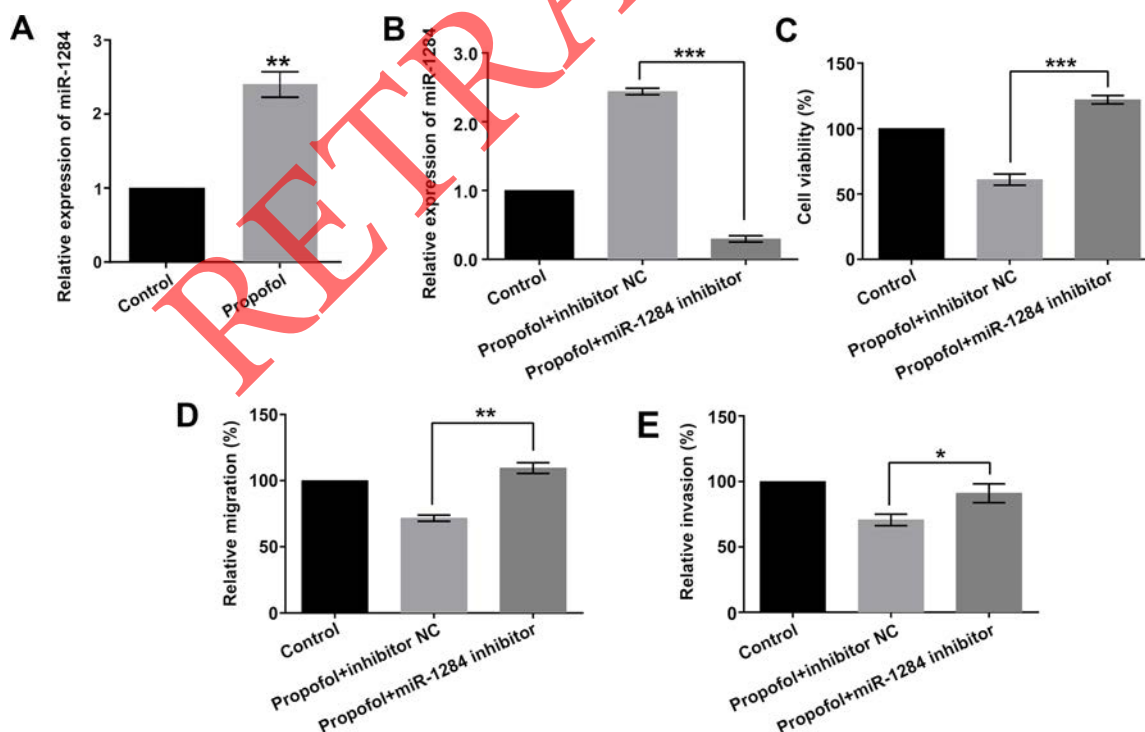 A
Relative expression of miR-1284
3
2
1
0
**
Control
Propofol
B
Relative expression of miR-1284
3.0
2.0
1.0
0.0
***
Control
Propofol+inhibitor NC
Propofol+miR-1284 inhibitor
C
Cell viability (%)
150
100
50
0
***
Control
Propofol+inhibitor NC
Propofol+miR-1284 inhibitor
D
Relative migration (%)
150
100
50
0
**
Control
Propofol+inhibitor NC
Propofol+miR-1284 inhibitor
E
Relative invasion (%)
150
100
50
0
*
Control
Propofol+inhibitor NC
Propofol+miR-1284 inhibitor